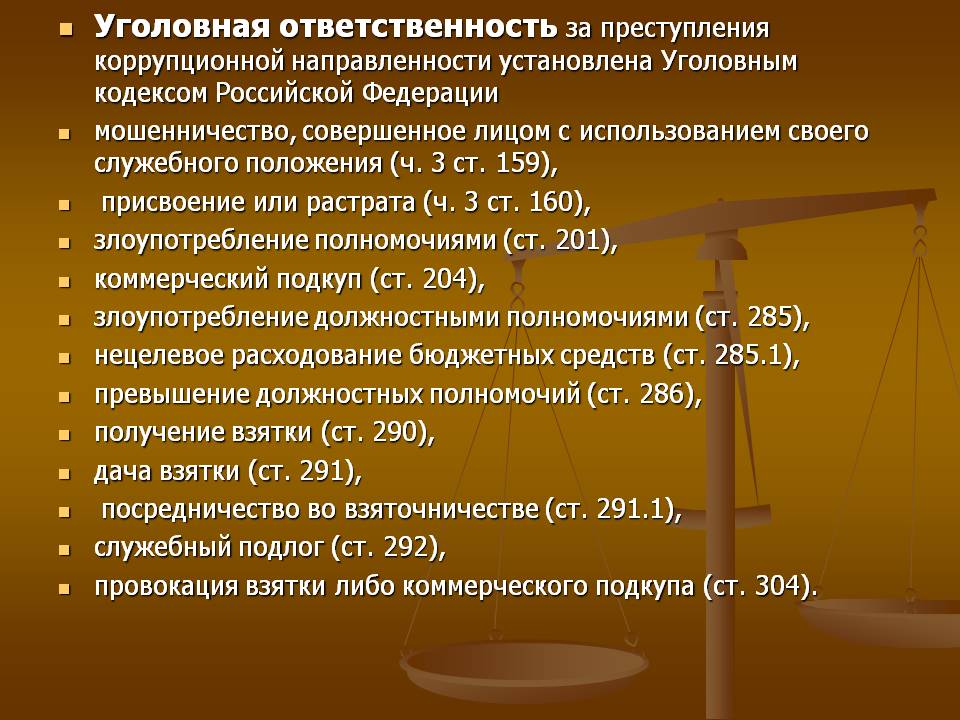 Уголовная ответственность за преступления
коррупционной направленности установлена Уголовным
кодексом Российской Федерации
мошенничество, совершенное лицом с использованием своего
служебного положения (ч. 3 ст. 159),
присвоение или растрата (ч. 3 ст. 160),
злоупотребление полномочиями (ст. 201),
коммерческий подкуп (ст. 204),
злоупотребление должностными полномочиями (ст. 285),
нецелевое расходование бюджетных средств (ст. 285.1),
превышение должностных полномочий (ст. 286),
получение взятки (ст. 290),
дача взятки (ст. 291),
посредничество во взяточничестве (ст. 291.1),
служебный подлог (ст. 292),
провокация взятки либо коммерческого подкупа (ст. 304).